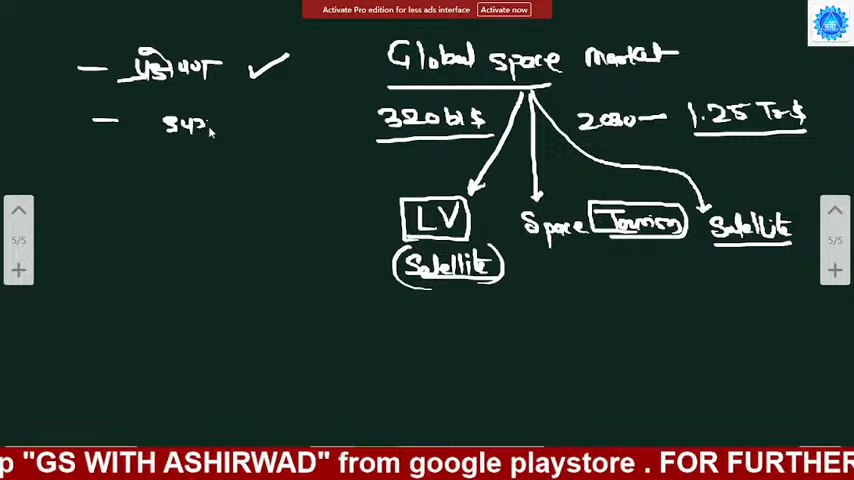 Activate Pro edition for less ads interface Activate now
Global space market
320 bl $ 2030 — 1.25 Tr $
LV
(Satellite)
Space Tourism
Satellite
5/5
5/5
p "GS WITH ASHIRWAD" from google playstore . FOR FURTHER